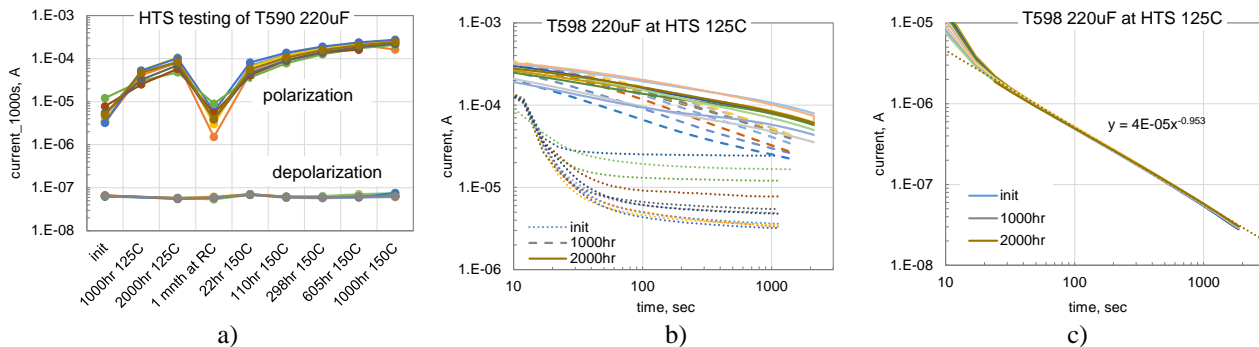 HTS testing of T590 220uF
1.E-03
1.E-04
1.E-05
1.E-06
1.E-07
1.E-08
current_1000s, A
polarization
depolarization
init
1000hr 125C
2000hr 125C
1 mnth at RC
22hr 150C
110hr 150C
298hr 150C
605hr 150C
1000hr 150C
a)
T598 220uF at HTS 125C
1.E-03
1.E-04
1.E-05
1.E-06
current, A
init
1000hr
2000hr
10
100
1000
time, sec
b)
T598 220uF at HTS 125C
1.E-05
1.E-06
1.E-07
1.E-08
current, A
y = 4E-05x-0.953
init
1000hr
2000hr
10
100
1000
time, sec
c)